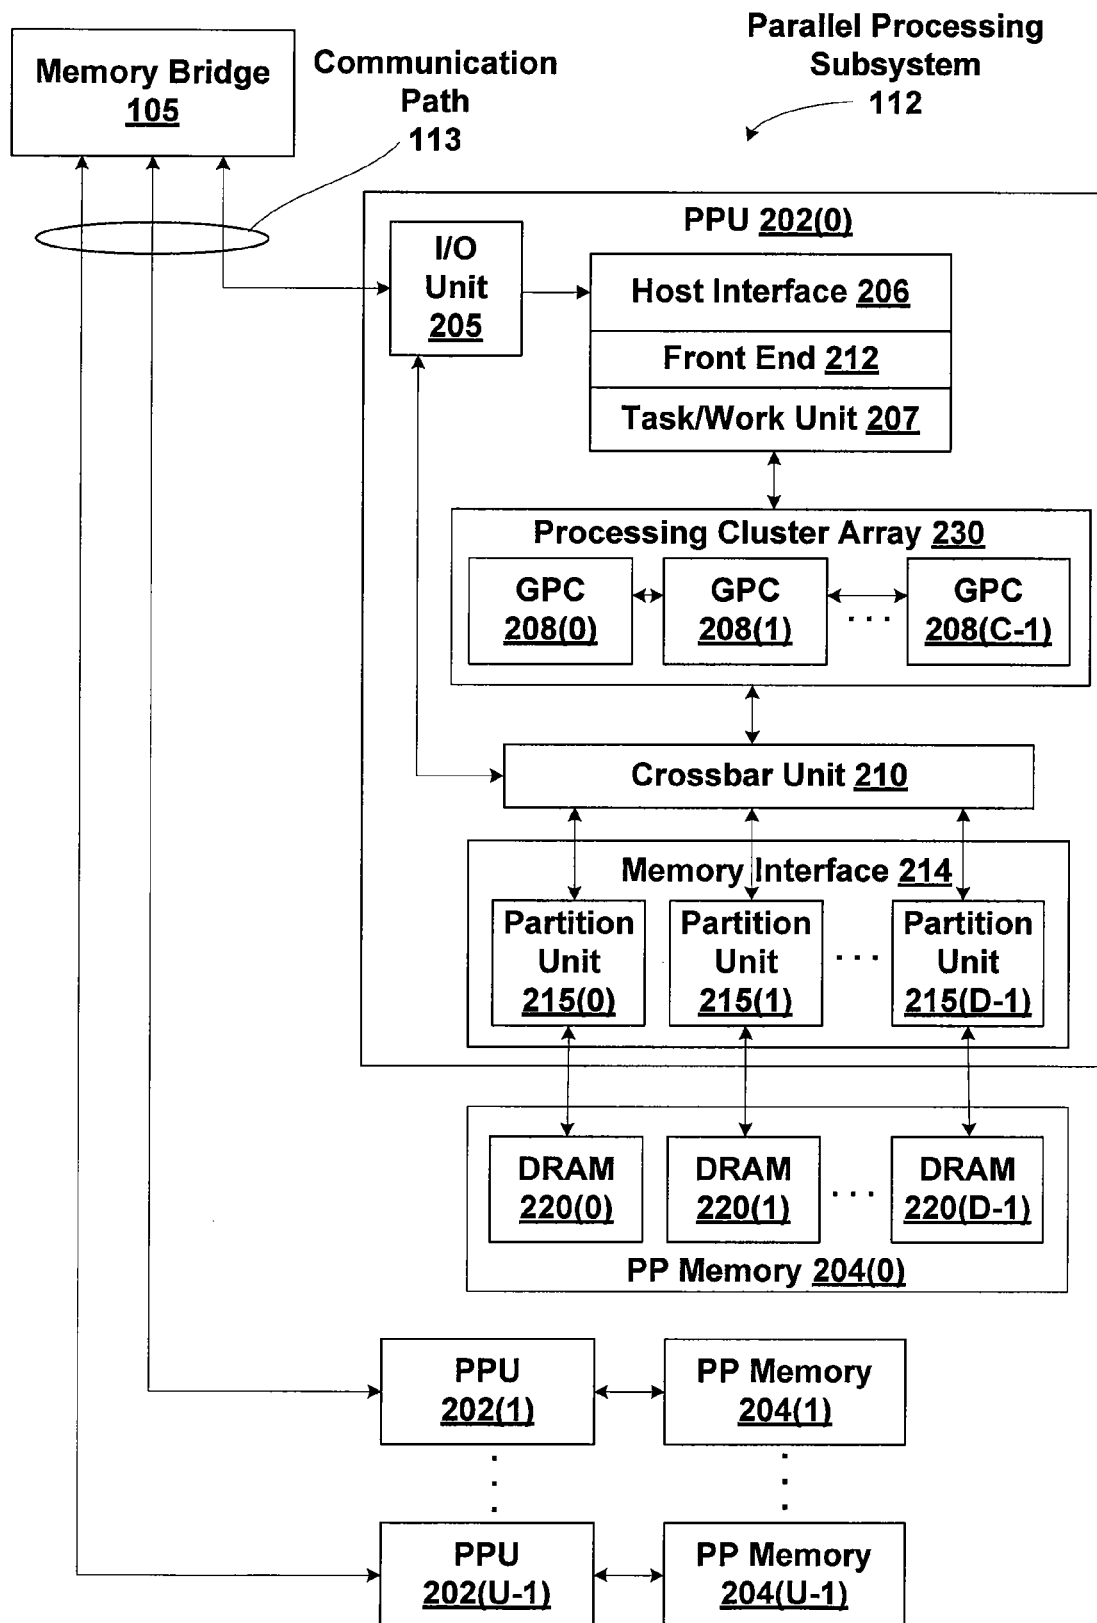 Parallel Processing
Subsystem
112
Memory Bridge
105
Communication
Path
113
PPU 202(0)
I/O
Unit
205
Host Interface 206
Front End 212
Task/Work Unit 207
Processing Cluster Array 230
GPC
208(0)
GPC
208(1)
. . .
GPC
208(C-1)
Crossbar Unit 210
Memory Interface 214
Partition
Unit
215(0)
Partition
Unit
215(1)
. . .
Partition
Unit
215(D-1)
DRAM
220(0)
DRAM
220(1)
. . .
DRAM
220(D-1)
PP Memory 204(0)
PPU
202(1)
PP Memory
204(1)
PPU
202(U-1)
PP Memory
204(U-1)